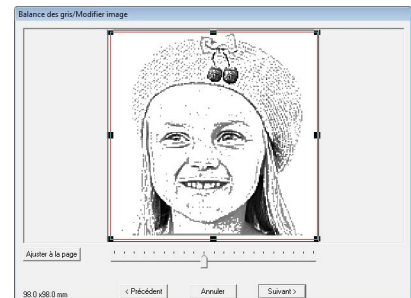 Balance des gris/Modifier image
Ajuster à la page
98.0 x98.0 mm
< Précédent
Annuler
Suivant >